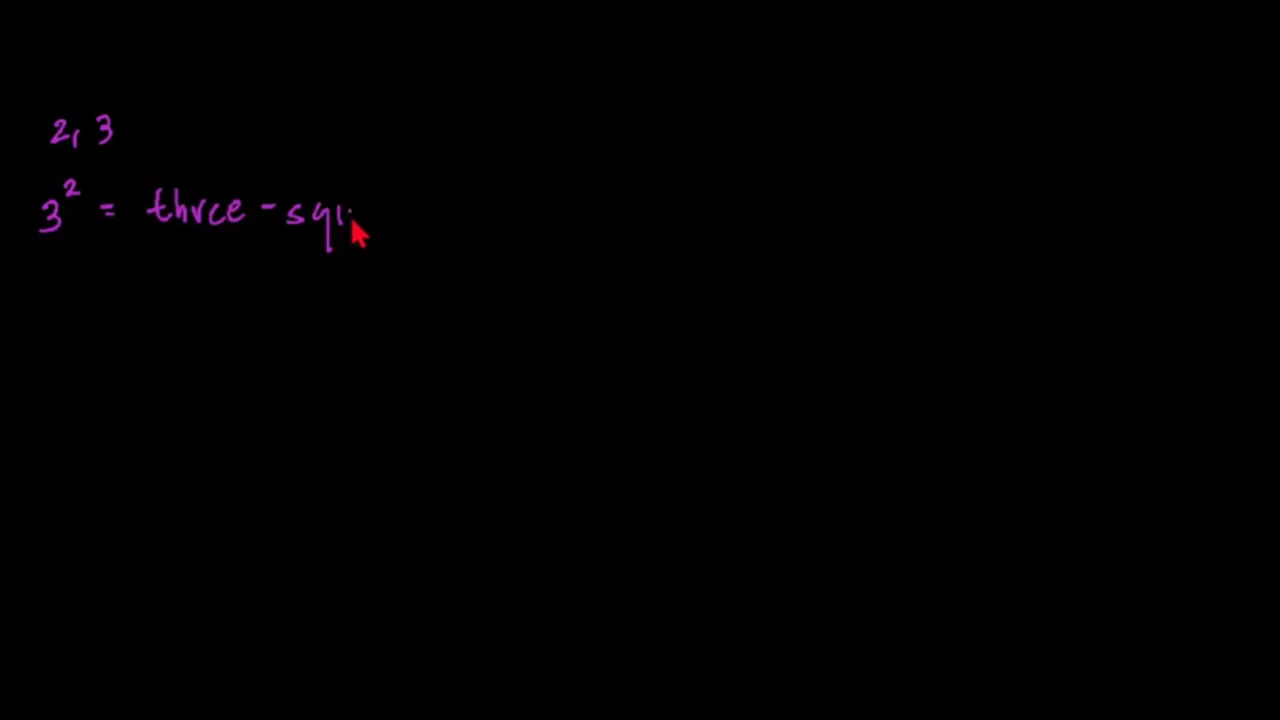 2, 3
3² = three - sq